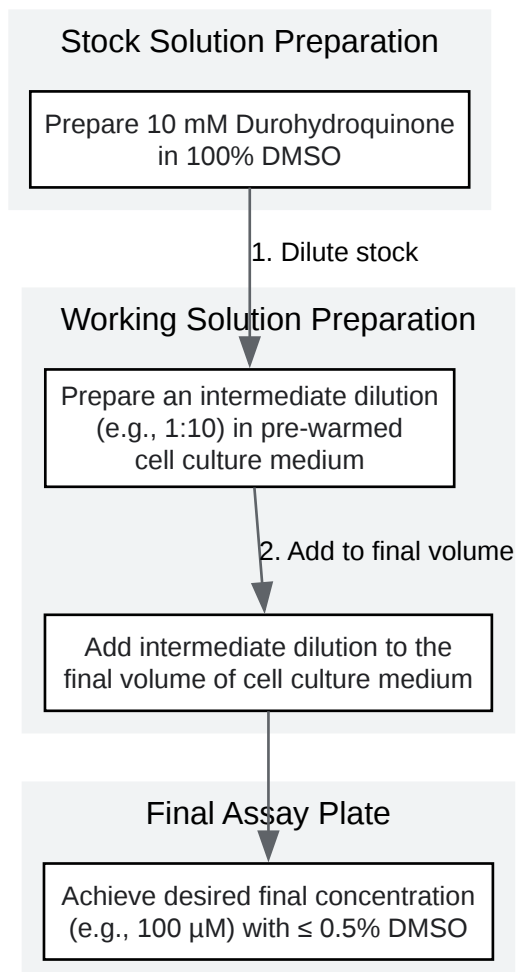 Stock Solution Preparation
Prepare 10 mM Durohydroquinone
in 100% DMSO
1. Dilute stock
Working Solution Preparation
Prepare an intermediate dilution
(e.g., 1:10) in pre-warmed
cell culture medium
2. Add to final volume
Add intermediate dilution to the
final volume of cell culture medium
Final Assay Plate
Achieve desired final concentration
(e.g., 100 µM) with ≤ 0.5% DMSO